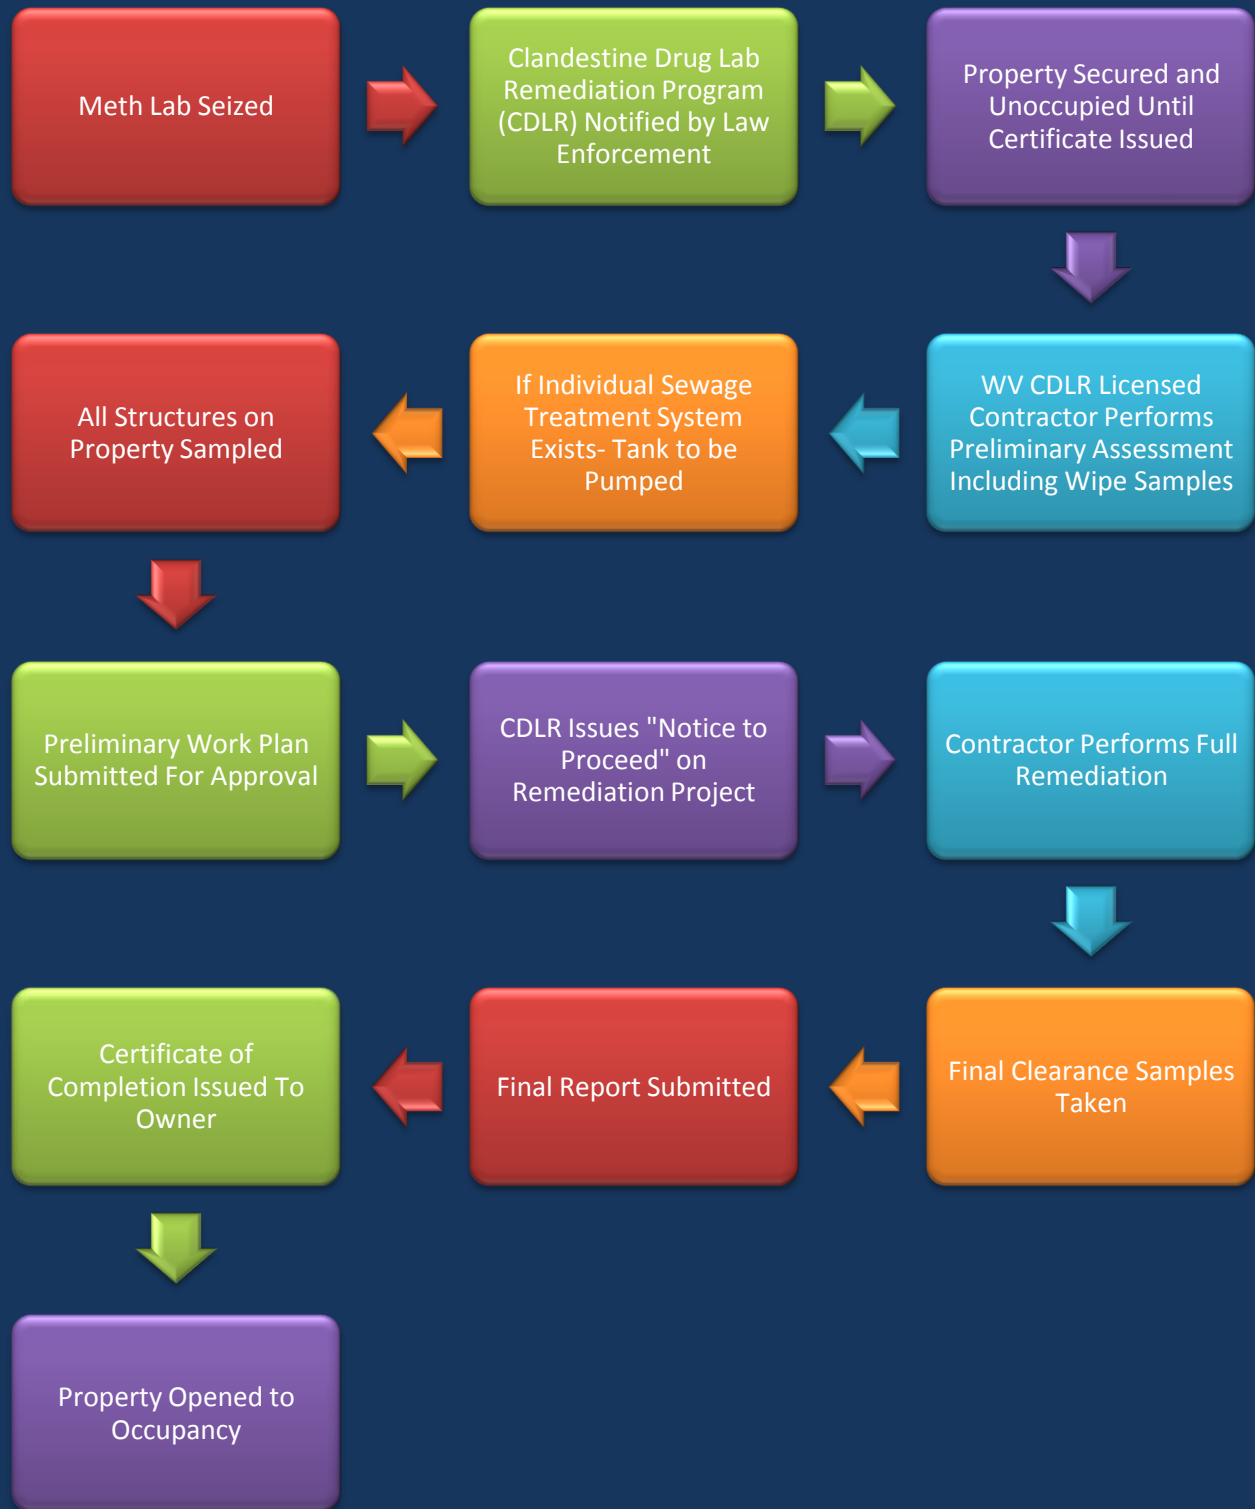 Meth Lab Seized
Clandestine Drug Lab
Remediation Program
(CDLR) Notified by Law
Enforcement
Property Secured and
Unoccupied Until
Certificate Issued
WV CDLR Licensed
Contractor Performs
Preliminary Assessment
Including Wipe Samples
If Individual Sewage
Treatment System
Exists- Tank to be
Pumped
All Structures on
Property Sampled
Preliminary Work Plan
Submitted For Approval
CDLR Issues "Notice to
Proceed" on
Remediation Project
Contractor Performs Full
Remediation
Final Clearance Samples
Taken
Final Report Submitted
Certificate of
Completion Issued To
Owner
Property Opened to
Occupancy